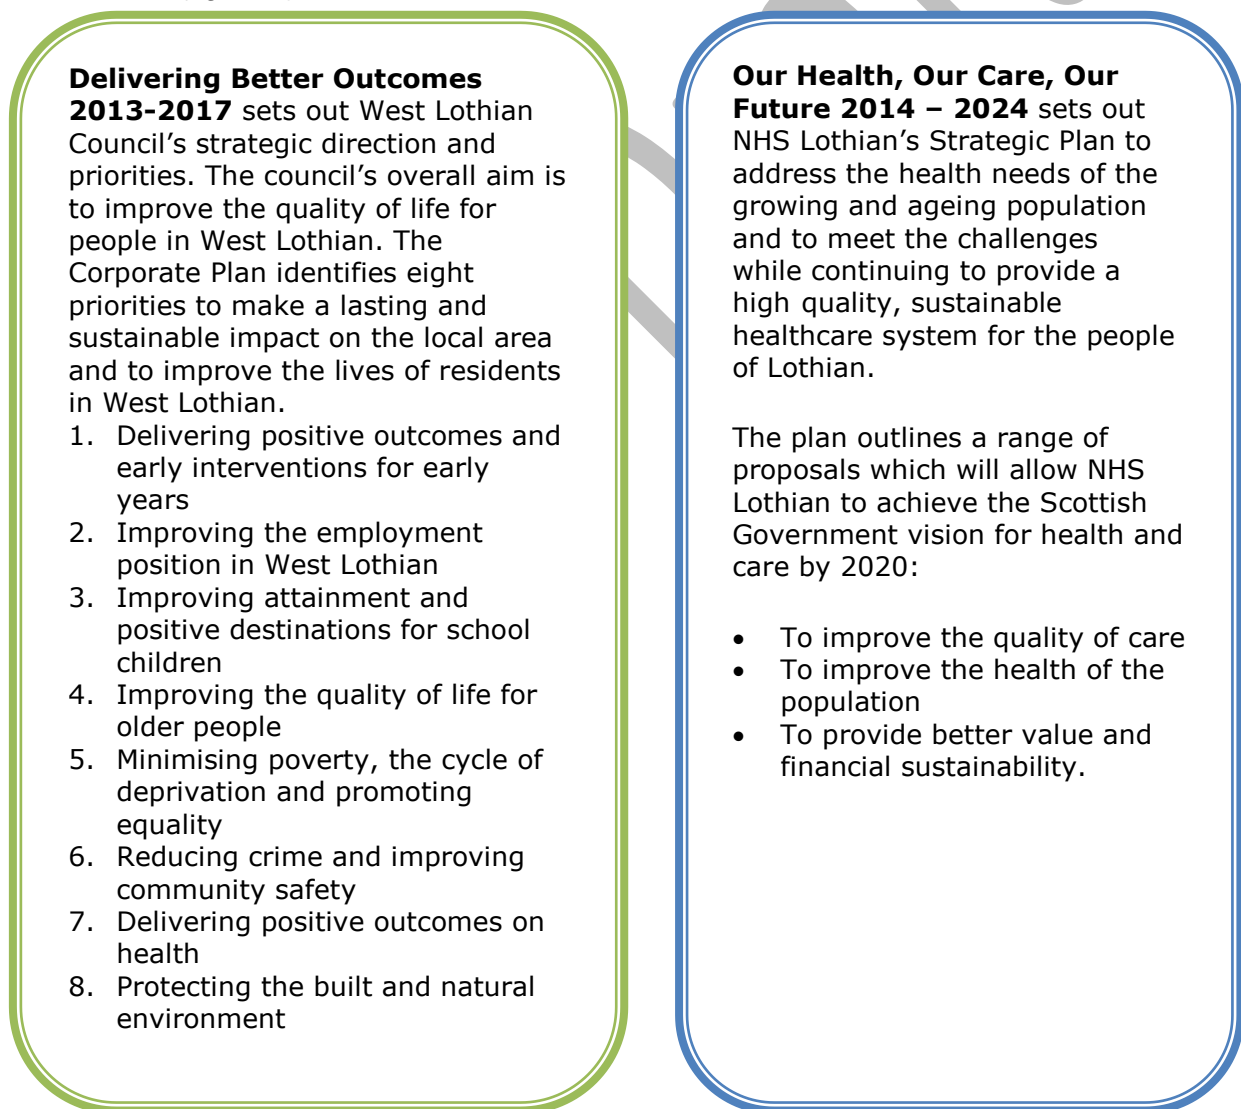 Delivering Better Outcomes
2013-2017 sets out West Lothian
Council’s strategic direction and
priorities. The council’s overall aim is
to improve the quality of life for
people in West Lothian. The
Corporate Plan identifies eight
priorities to make a lasting and
sustainable impact on the local area
and to improve the lives of residents
in West Lothian.
1. Delivering positive outcomes and
early interventions for early
years
2. Improving the employment
position in West Lothian
3. Improving attainment and
positive destinations for school
children
4. Improving the quality of life for
older people
5. Minimising poverty, the cycle of
deprivation and promoting
equality
6. Reducing crime and improving
community safety
7. Delivering positive outcomes on
health
8. Protecting the built and natural
environment
Our Health, Our Care, Our
Future 2014 – 2024 sets out
NHS Lothian’s Strategic Plan to
address the health needs of the
growing and ageing population
and to meet the challenges
while continuing to provide a
high quality, sustainable
healthcare system for the people
of Lothian.
The plan outlines a range of
proposals which will allow NHS
Lothian to achieve the Scottish
Government vision for health and
care by 2020:
• To improve the quality of care
• To improve the health of the
population
• To provide better value and
financial sustainability.